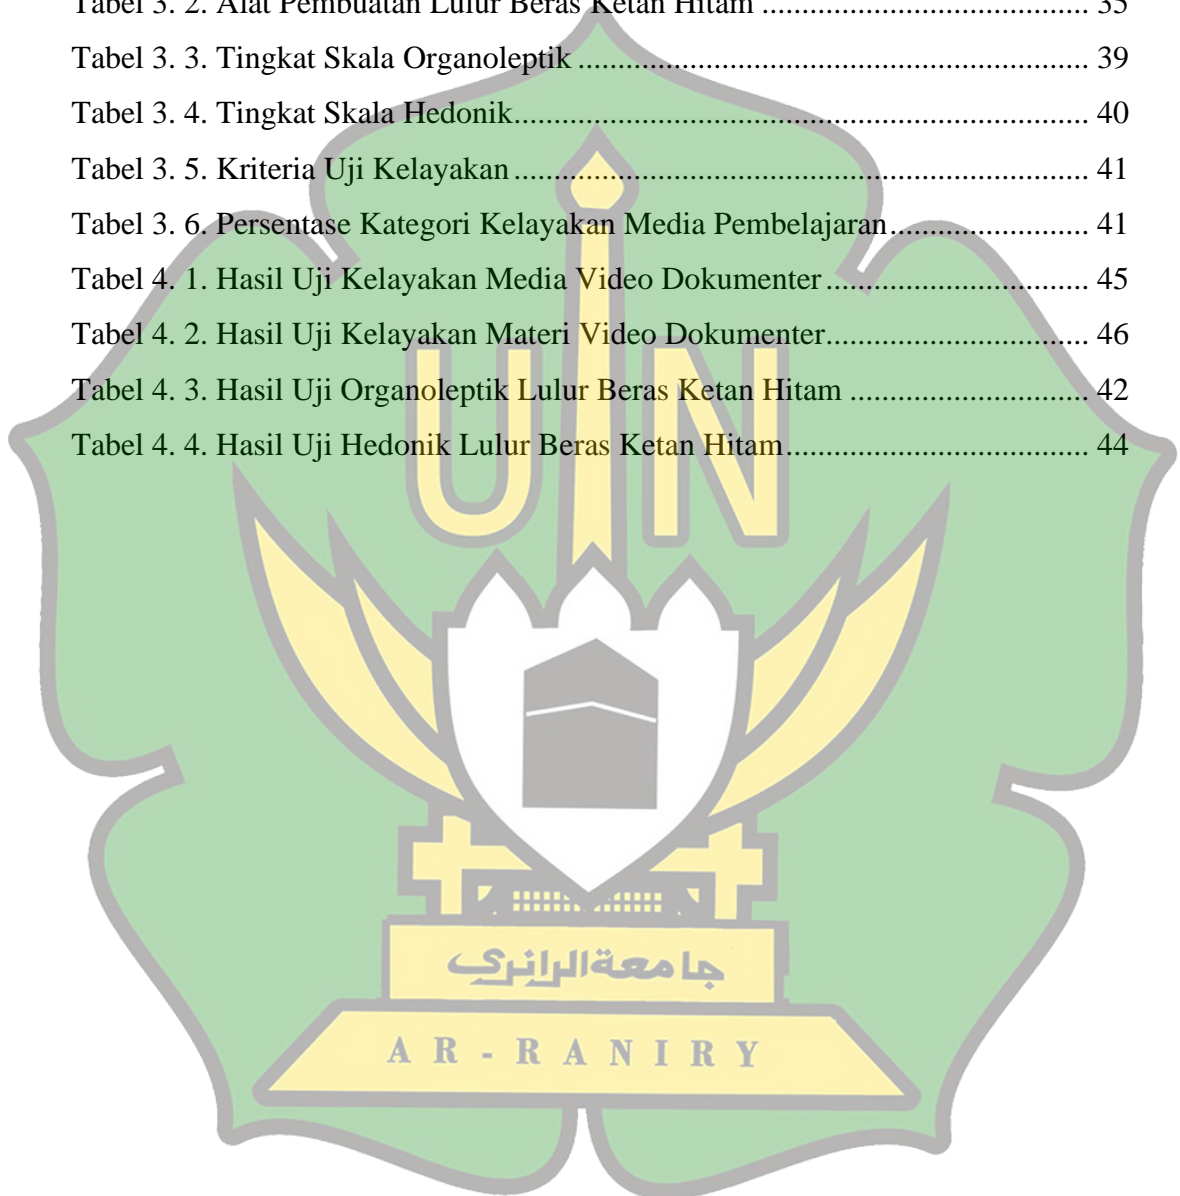 Tabel 3. 2. Alat Pembuatan Lulur Beras Ketan Hitam ........................................ 35
Tabel 3. 3. Tingkat Skala Organoleptik ............................................................... 39
Tabel 3. 4. Tingkat Skala Hedonik....................................................................... 40
Tabel 3. 5. Kriteria Uji Kelayakan ....................................................................... 41
Tabel 3. 6. Persentase Kategori Kelayakan Media Pembelajaran......................... 41
Tabel 4. 1. Hasil Uji Kelayakan Media Video Dokumenter ................................ 45
Tabel 4. 2. Hasil Uji Kelayakan Materi Video Dokumenter................................ 46
Tabel 4. 3. Hasil Uji Organoleptik Lulur Beras Ketan Hitam ............................. 42
Tabel 4. 4. Hasil Uji Hedonik Lulur Beras Ketan Hitam..................................... 44
UIN
جامعة الرانري
AR-RANIRY